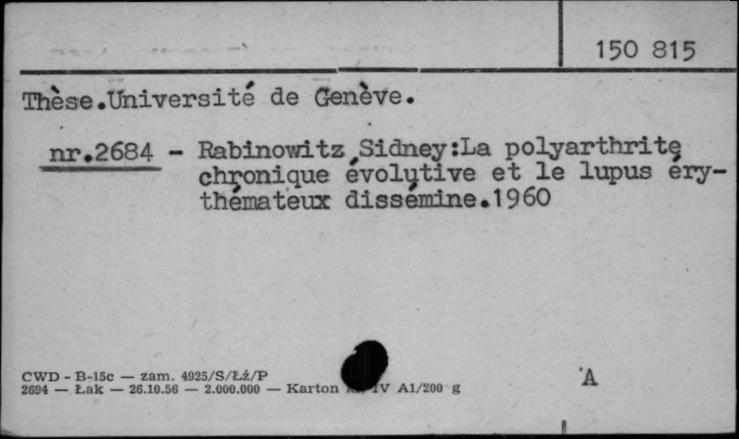 150 815
Thèse.Université de Genève.
nr.2684 - Rabinowitz,Sidney:La polyarthrite
chronique évolutive et le lupus éry-
thémateux disséminé.1960
CWD - B-15c — zam. 4925/S/Łż/P
2694 — Łak — 26.10.56 — 2.000.000 — Karton IV A1/200 g
A